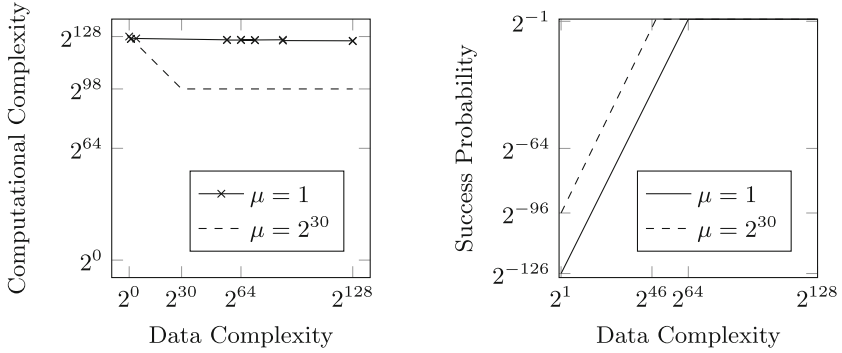 Computational Complexity
2^128
2^98
2^64
2^0
μ = 1
μ = 2^30
2^0 2^30 2^64 2^128
Data Complexity
Success Probability
2^−1
2^−64
2^−96
2^−126
μ = 1
μ = 2^30
2^1 2^46 2^64 2^128
Data Complexity